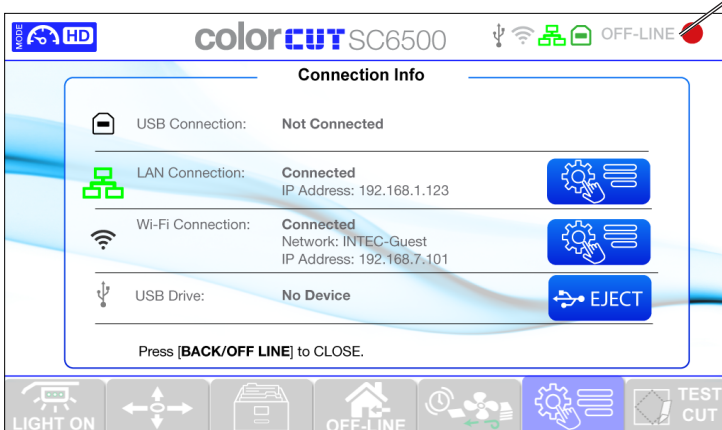 MODE HD colorCUT SC6500 OFF-LINE
Connection Info
USB Connection: Not Connected
LAN Connection: Connected
IP Address: 192.168.1.123
Wi-Fi Connection: Connected
Network: INTEC-Guest
IP Address: 192.168.7.101
USB Drive: No Device EJECT
Press [BACK/OFF LINE] to CLOSE.
LIGHT ON OFF-LINE TEST
CUT